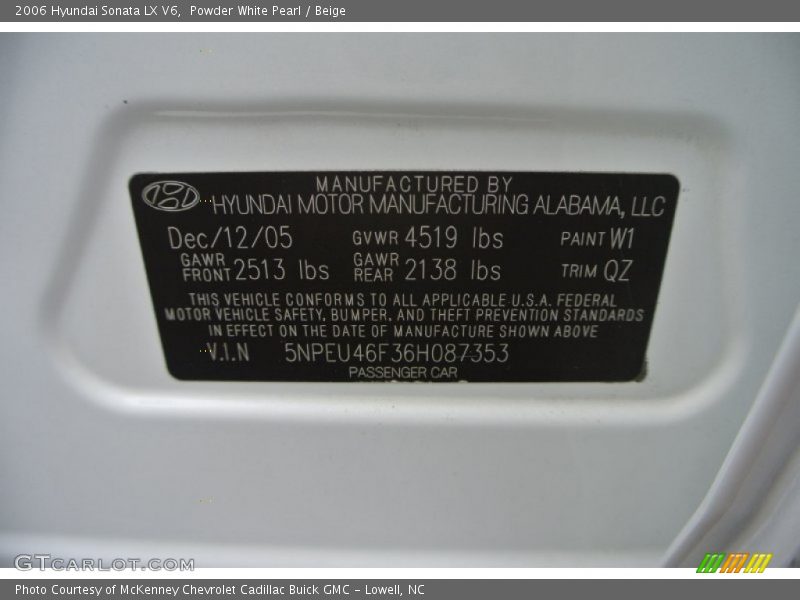 2006 Hyundai Sonata LX V6, Powder White Pearl / Beige
MANUFACTURED BY
HYUNDAI MOTOR MANUFACTURING ALABAMA, LLC
Dec/12/05 GVWR 4519 lbs PAINT W1
GAWR FRONT 2513 lbs GAWR REAR 2138 lbs TRIM QZ
THIS VEHICLE CONFORMS TO ALL APPLICABLE U.S.A. FEDERAL
MOTOR VEHICLE SAFETY, BUMPER, AND THEFT PREVENTION STANDARDS
IN EFFECT ON THE DATE OF MANUFACTURE SHOWN ABOVE
V.I.N 5NPEU46F36H087353
PASSENGER CAR
GTCARLOT.COM
Photo Courtesy of McKenney Chevrolet Cadillac Buick GMC - Lowell, NC